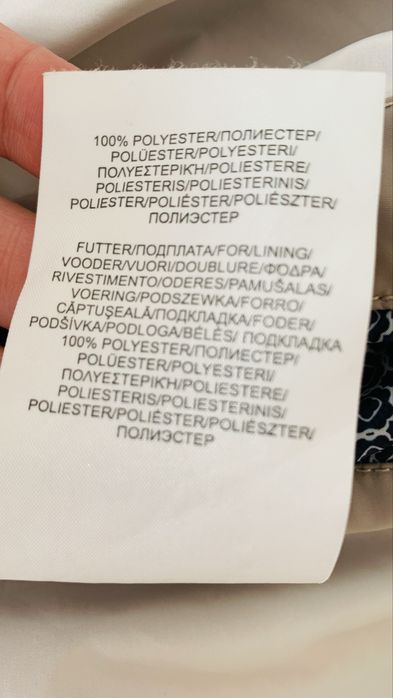 100% POLYESTER/ПОЛИЕСТЕР/
POLÜESTER/POLYESTERI/
ΠΟΛΥΕΣΤΕΡΙΚΗ/POLIESTERE/
POLIESTERIS/POLIESTERINIS/
POLIESTER/POLIÉSTER/POLIÉSZTER/
ПОЛИЭСТЕР
FUTTER/ПОДПЛАТА/FOR/LINING/
VOODER/VUORI/DOUBLURE/ΦΟΔΡΑ/
RIVESTIMENTO/ODERES/PAMUŠALAS/
VOERING/PODSZEWKA/FORRO/
CĂPTUŞEALĂ/ПОДКЛАДКА/FODER/
PODŠÍVKA/PODLOGA/BÉLÉS/ ПОДКЛАДКА
100% POLYESTER/ПОЛИЕСТЕР/
POLÜESTER/POLYESTERI/
ΠΟΛΥΕΣΤΕΡΙΚΗ/POLIESTERE/
POLIESTERIS/POLIESTERINIS/
POLIESTER/POLIÉSTER/POLIÉSZTER/
ПОЛИЭСТЕР